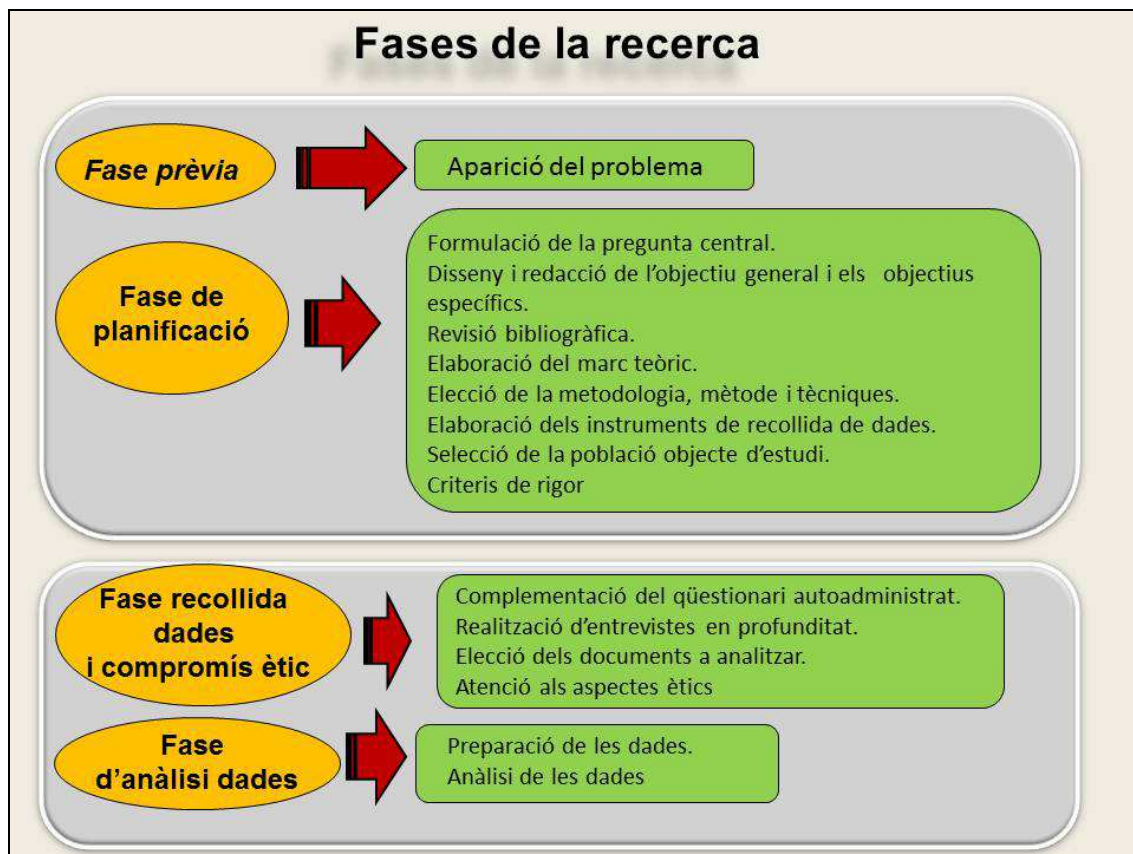 Fases de la recerca
Fase prèvia
Aparició del problema
Fase de
planificació
Formulació de la pregunta central.
Disseny i redacció de l'objectiu general i els objectius
específics.
Revisió bibliogràfica.
Elaboració del marc teòric.
Elecció de la metodologia, mètode i tècniques.
Elaboració dels instruments de recollida de dades.
Selecció de la població objecte d'estudi.
Criteris de rigor
Fase recollida
dades
i compromís ètic
Complementació del qüestionari autoadministrat.
Realització d'entrevistes en profunditat.
Elecció dels documents a analitzar.
Atenció als aspectes ètics
Fase
d'anàlisi dades
Preparació de les dades.
Anàlisi de les dades